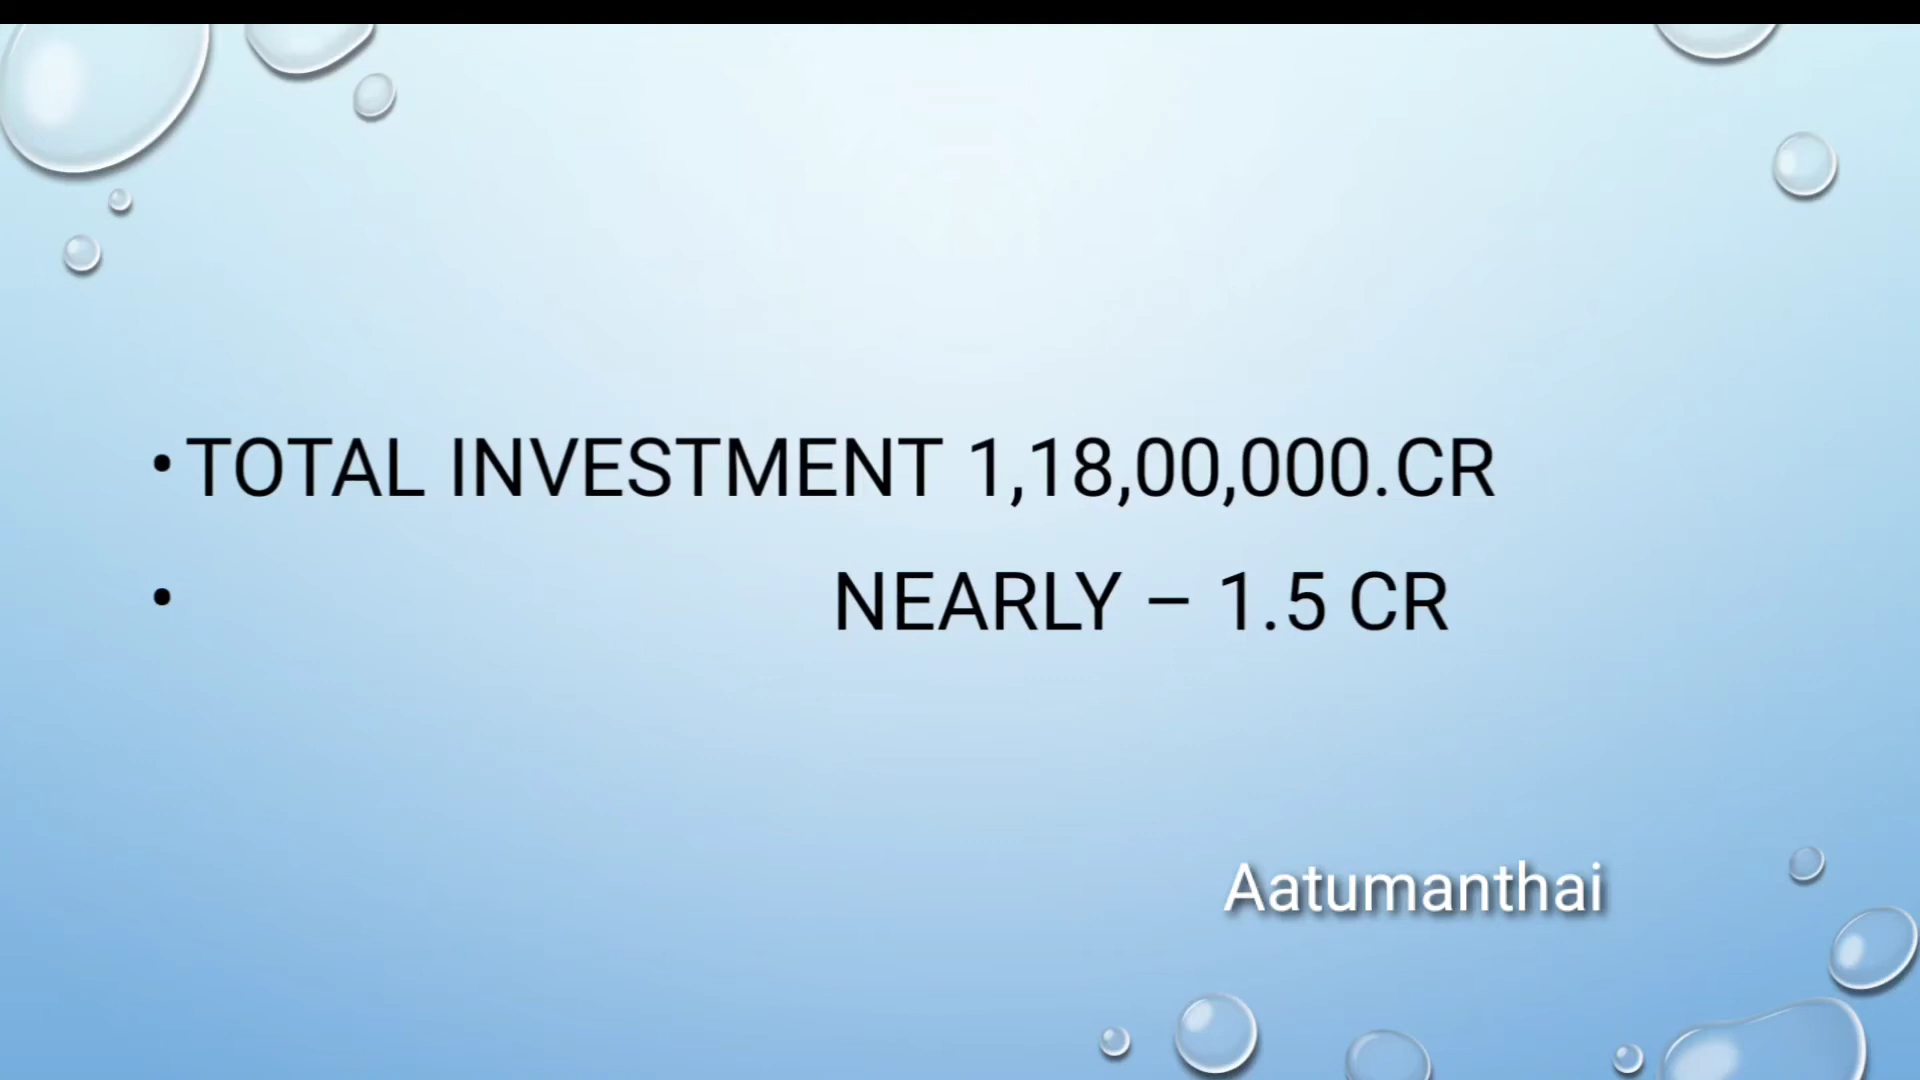 • TOTAL INVESTMENT 1,18,00,000.CR
• NEARLY – 1.5 CR
Aatumanthai